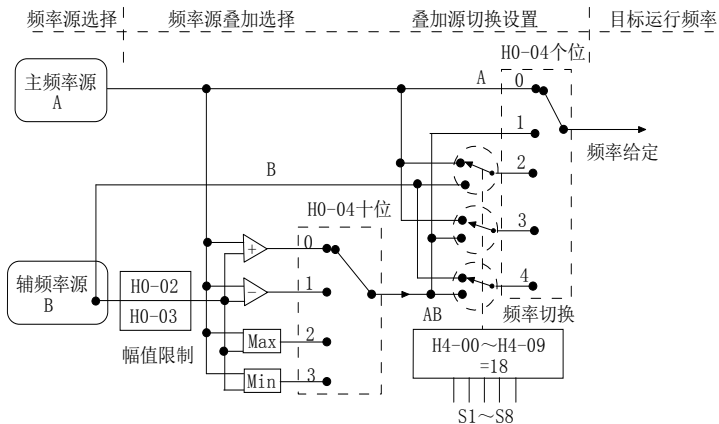 频率源选择
频率源叠加选择
叠加源切换设置
目标运行频率
H0-04个位
主频率源
A
A
0
1
频率给定
2
B
H0-04十位
3
0
辅频率源
B
H0-02
H0-03
幅值限制
+
−
1
AB
4
频率切换
Max
2
Min
3
H4-00～H4-09
=18
S1～S8